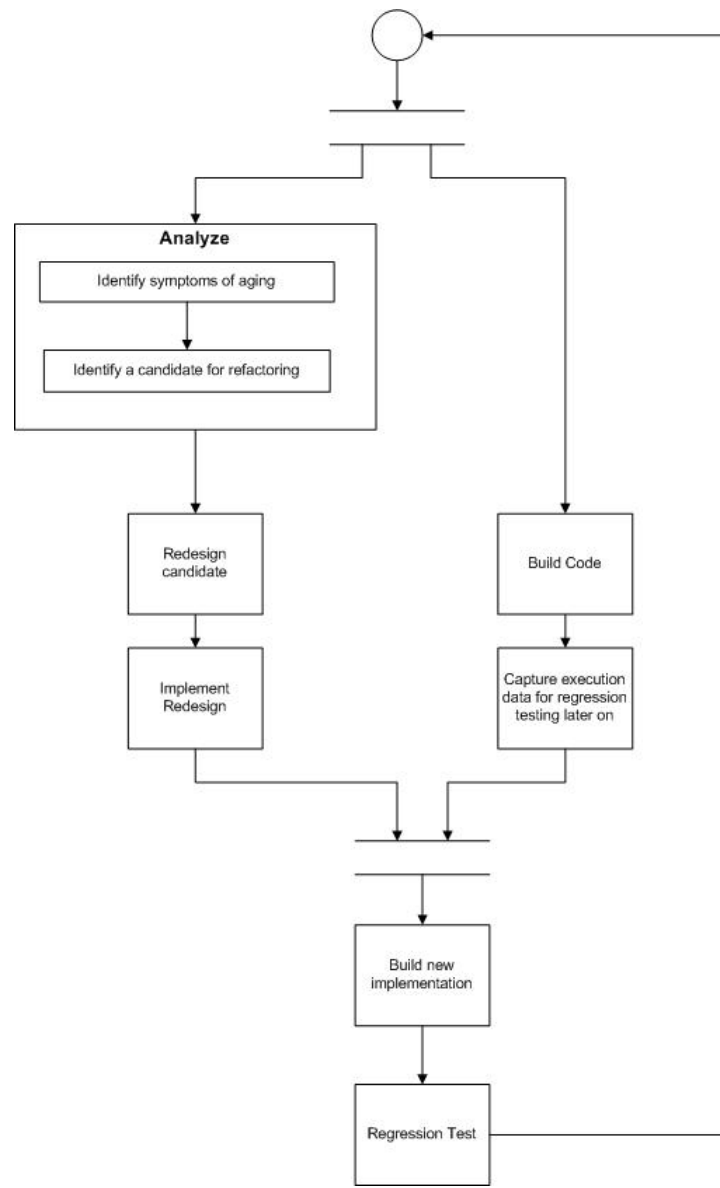 Analyze
Identify symptoms of aging
Identify a candidate for refactoring
Redesign
candidate
Build Code
Implement
Redesign
Capture execution
data for regression
testing later on
Build new
implementation
Regression Test